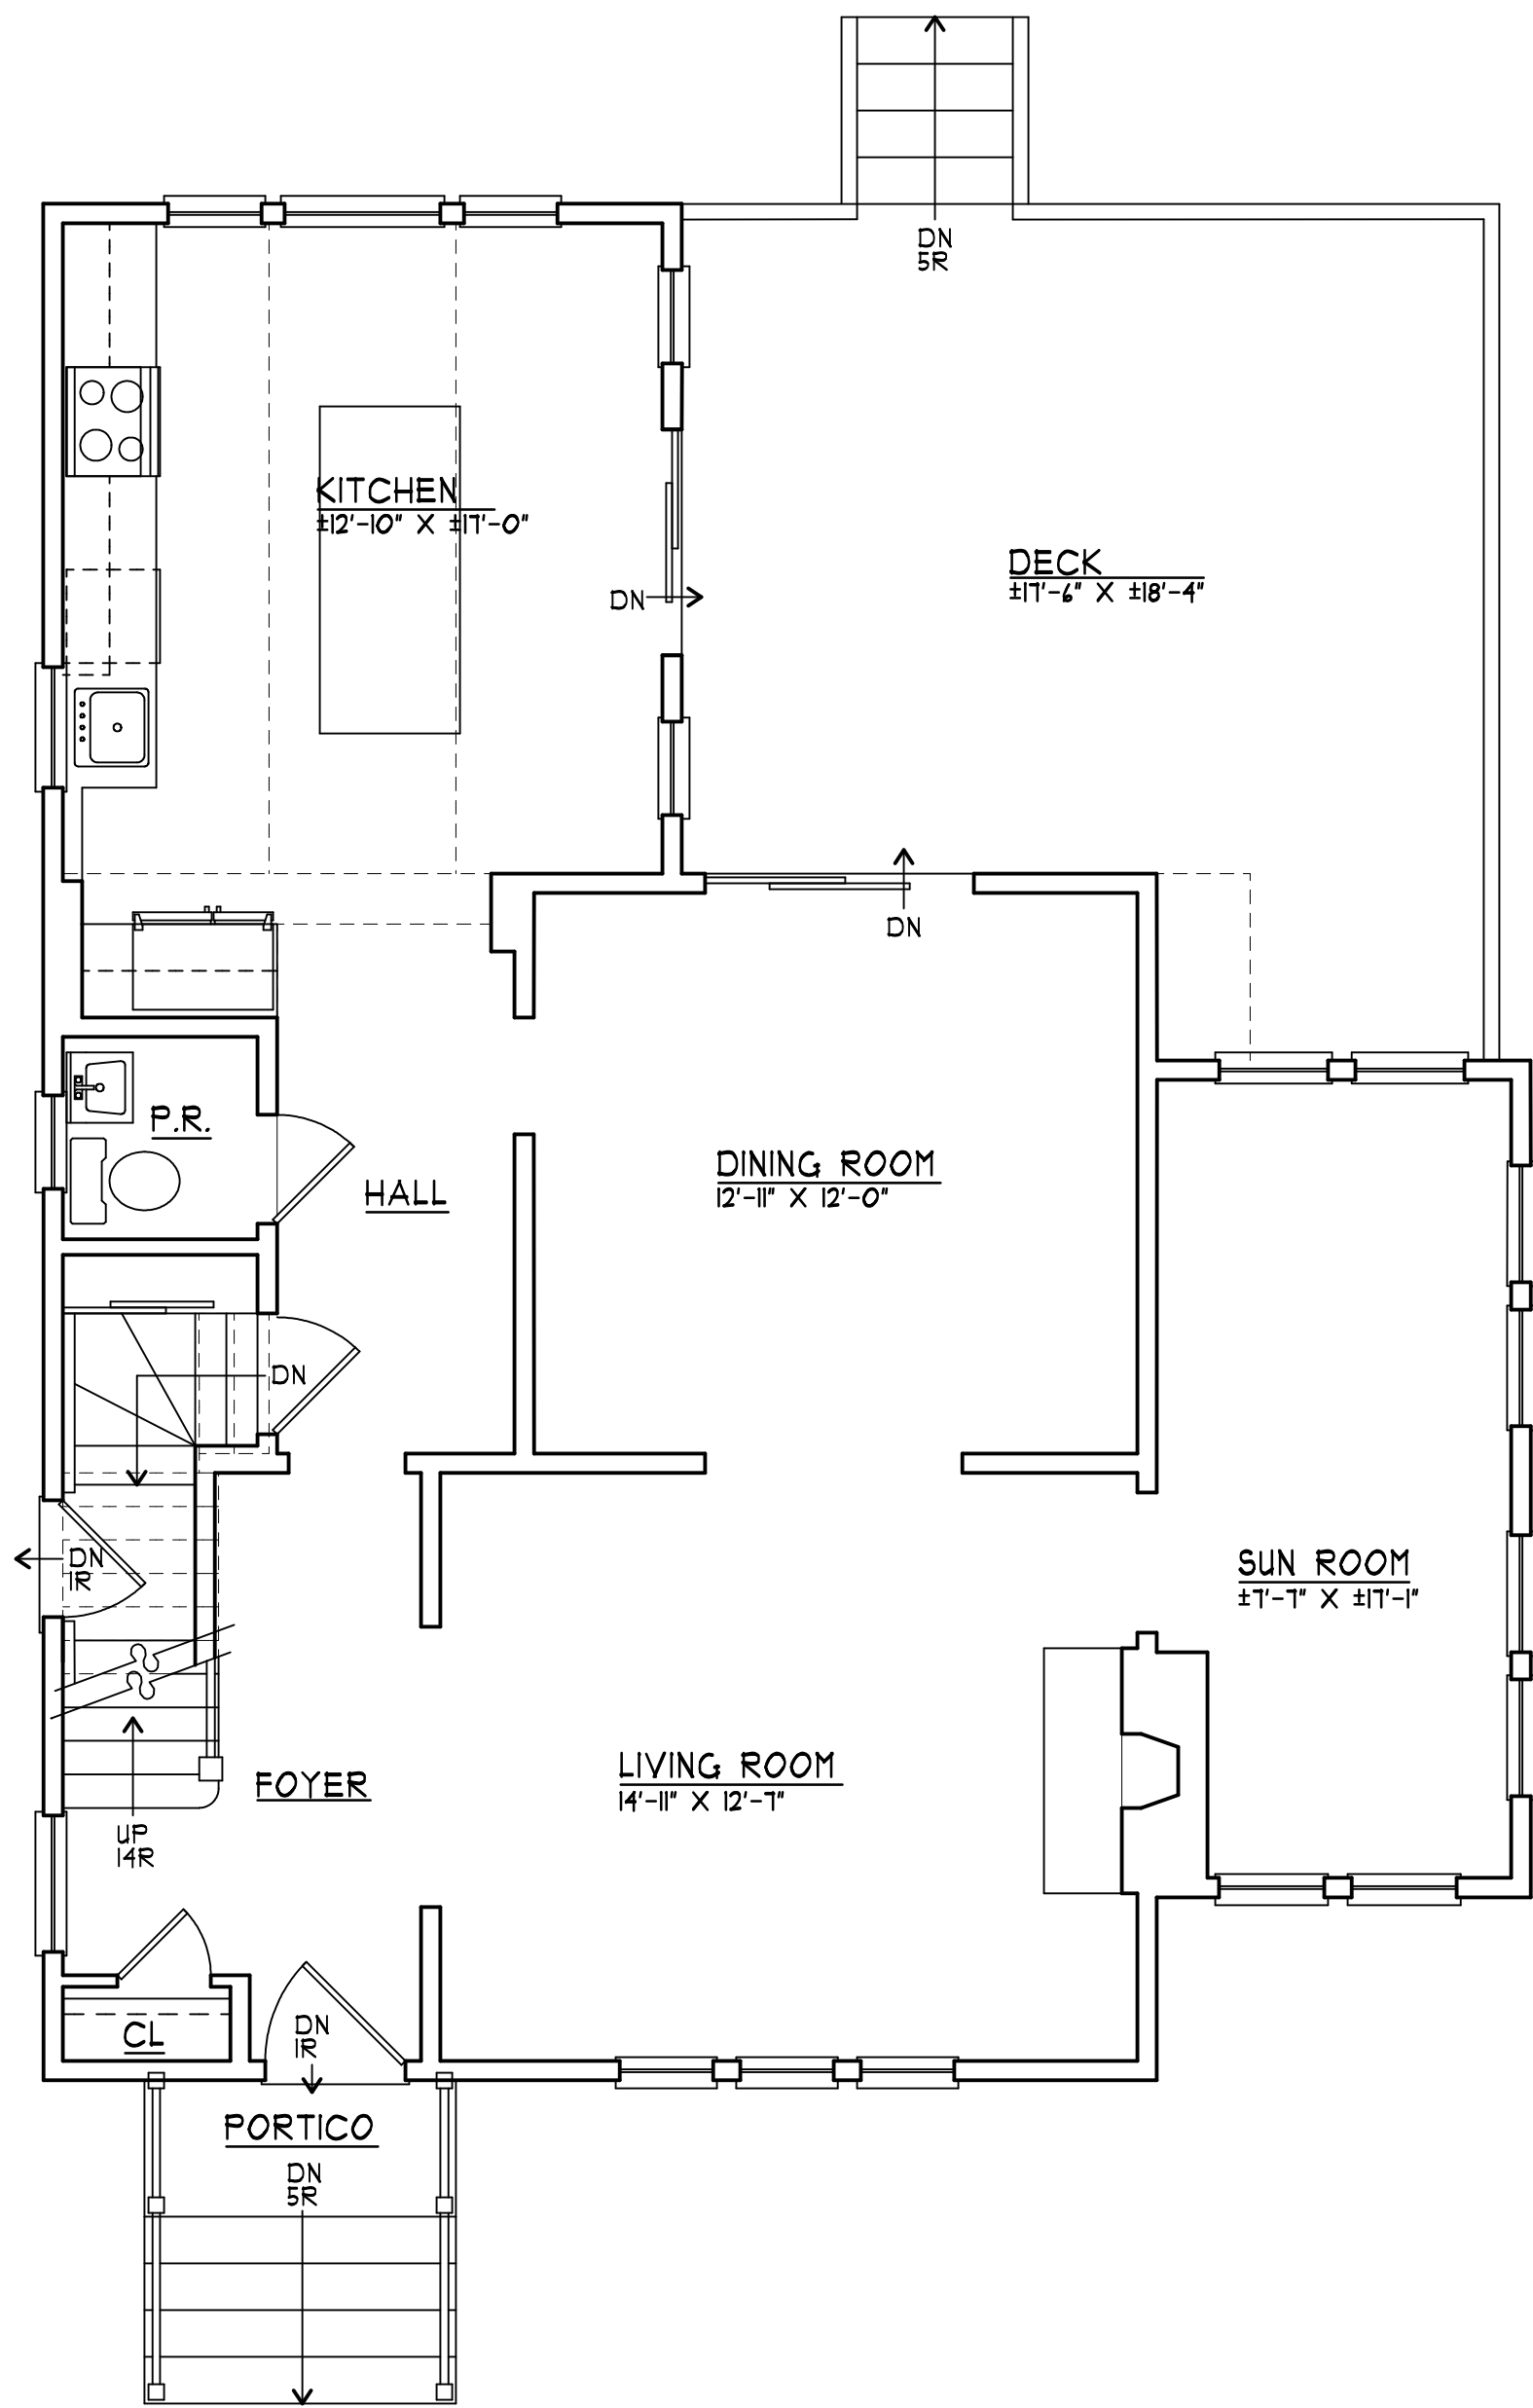 DN
5R
KITCHEN
±12'-10" X ±17'-0"
DECK
±17'-6" X ±18'-4"
DN
DN
P.R.
HALL
DINING ROOM
12'-11" X 12'-0"
DN
DN
1R
SUN ROOM
±7'-7" X ±17'-1"
LIVING ROOM
14'-11" X 12'-7"
FOYER
UP
14R
CL
DN
1R
PORTICO
DN
5R